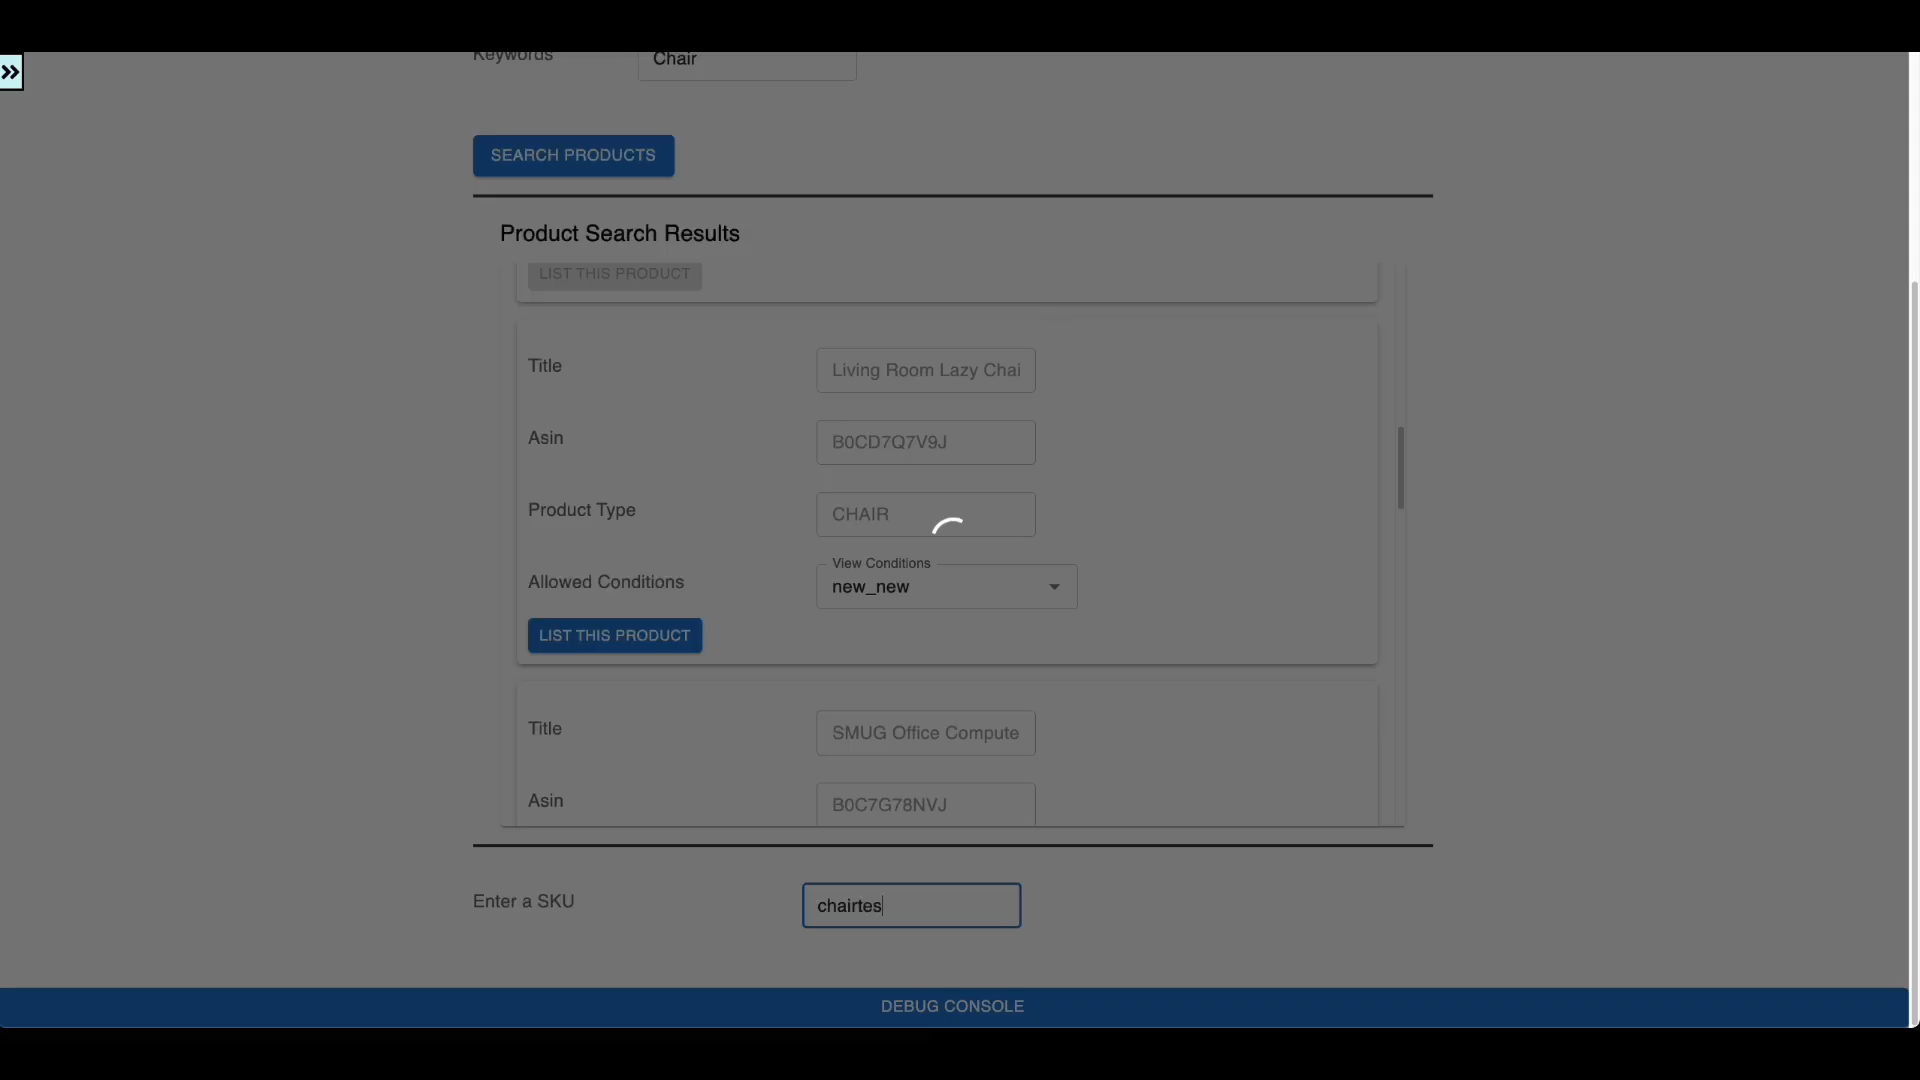 Keywords
Chair
SEARCH PRODUCTS
Product Search Results
LIST THIS PRODUCT
Title
Living Room Lazy Chai
Asin
B0CD7Q7V9J
Product Type
CHAIR
Allowed Conditions
View Conditions
new_new
LIST THIS PRODUCT
Title
SMUG Office Compute
Asin
B0C7G78NVJ
Enter a SKU
chairtes
DEBUG CONSOLE